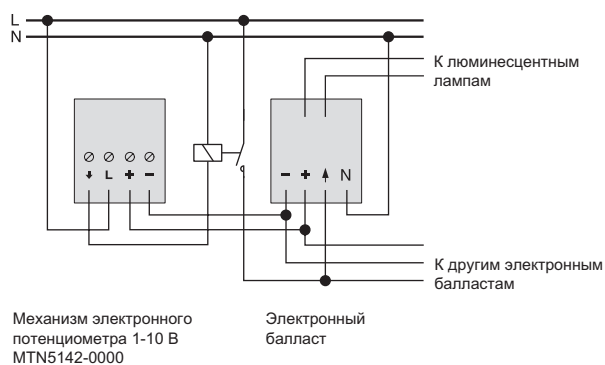 L
N
К люминесцентным
лампам
↓ L + −
− + ↑ N
К другим электронным
балластам
Механизм электронного
потенциометра 1-10 В
MTN5142-0000
Электронный
балласт